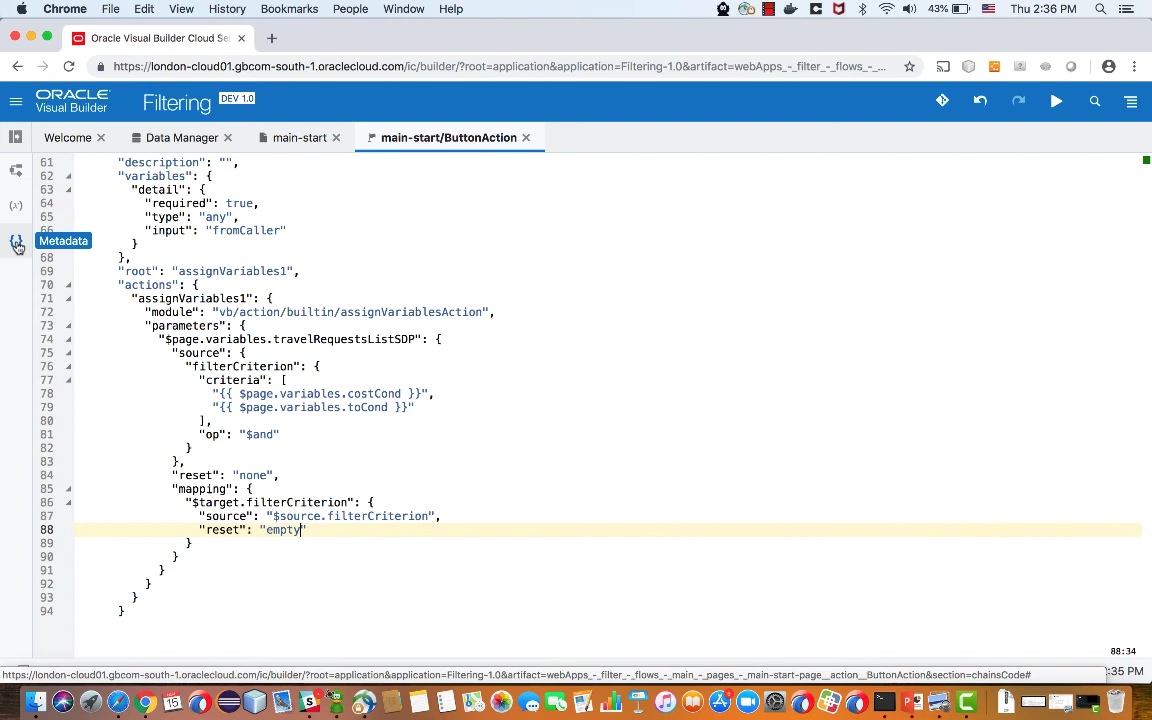 Chrome File Edit View History Bookmarks People Window Help 43% Thu 2:36 PM
Oracle Visual Builder Cloud Ser
https://london-cloud01.gbcom-south-1.oraclecloud.com/ic/builder/?root=application&application=Filtering-1.0&artifact=webApps_-_filter_-_flows_-_...
ORACLE
Visual Builder
Filtering DEV 1.0
Welcome Data Manager main-start main-start/ButtonAction
61 "description": "",
62 "variables": {
63 "detail": {
64 "required": true,
65 "type": "any",
66 "input": "fromCaller"
Metadata }
68 },
69 "root": "assignVariables1",
70 "actions": {
71 "assignVariables1": {
72 "module": "vb/action/builtin/assignVariablesAction",
73 "parameters": {
74 "$page.variables.travelRequestsListSDP": {
75 "source": {
76 "filterCriterion": {
77 "criteria": [
78 "{{ $page.variables.costCond }}",
79 "{{ $page.variables.toCond }}"
80 ],
81 "op": "$and"
82 }
83 },
84 "reset": "none",
85 "mapping": {
86 "$target.filterCriterion": {
87 "source": "$source.filterCriterion",
88 "reset": "empty"
89 }
90 }
91 }
92 }
93 }
94 }
88:34
https://london-cloud01.gbcom-south-1.oraclecloud.com/ic/builder/?root=application&application=Filtering-1.0&artifact=webApps_-_filter_-_flows_-_main_-_pages_-_main-start-page__action__ButtonAction&section=chainsCode#
:35 PM